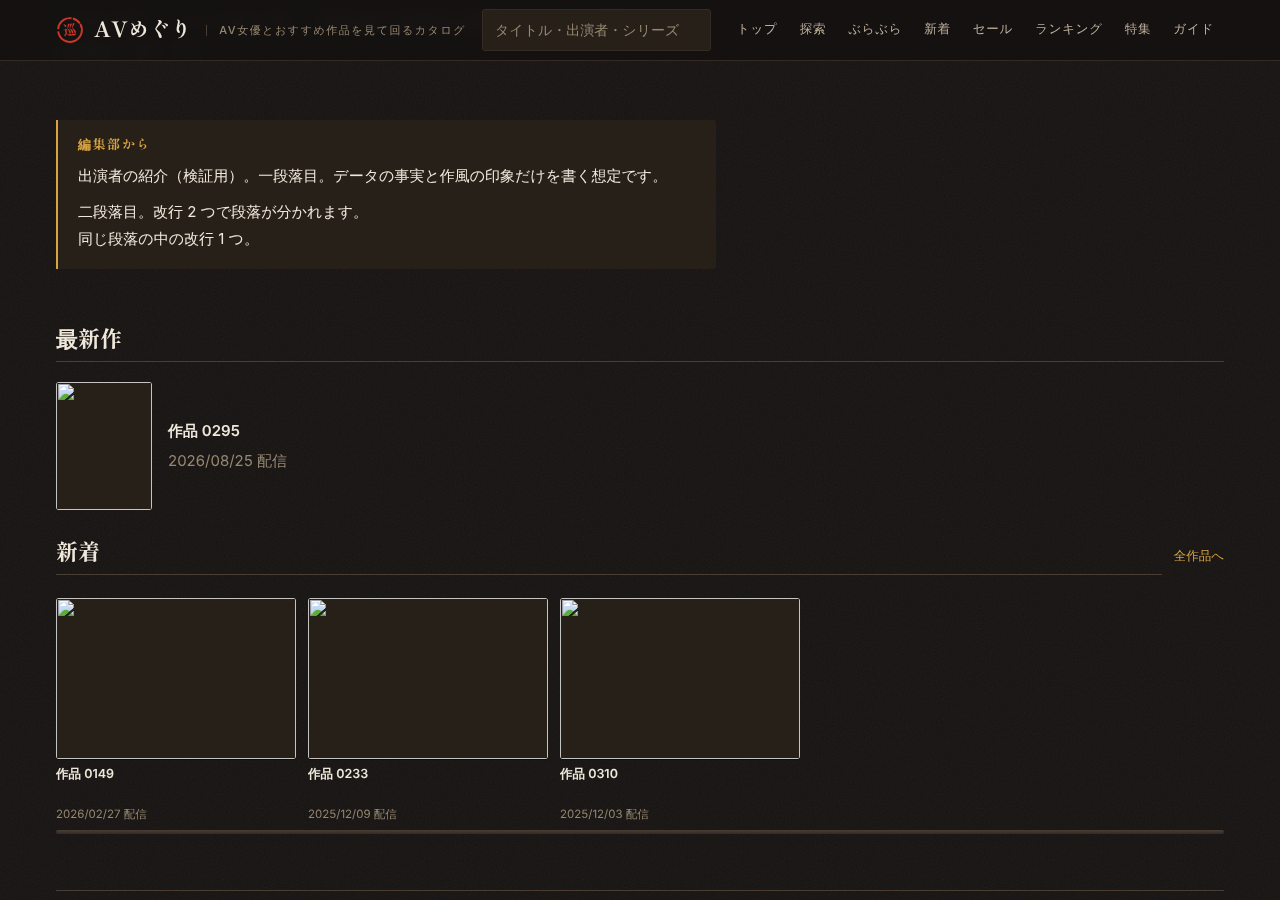 巡 AVめぐり AV女優とおすすめ作品を見て回るカタログ タイトル・出演者・シリーズ トップ 探索 ぶらぶら 新着 セール ランキング 特集 ガイド
編集部から
出演者の紹介（検証用）。一段落目。データの事実と作風の印象だけを書く想定です。
二段落目。改行 2 つで段落が分かれます。
同じ段落の中の改行 1 つ。
最新作
作品 0295
2026/08/25 配信
新着 全作品へ
作品 0149 作品 0233 作品 0310
2026/02/27 配信 2025/12/09 配信 2025/12/03 配信